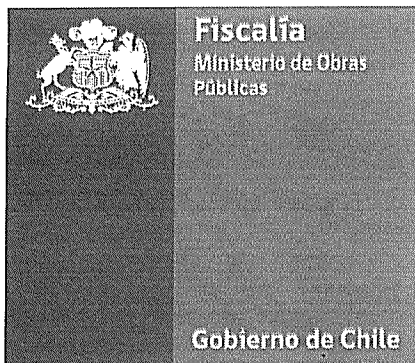 Fiscalía
Ministerio de Obras
Públicas
Gobierno de Chile